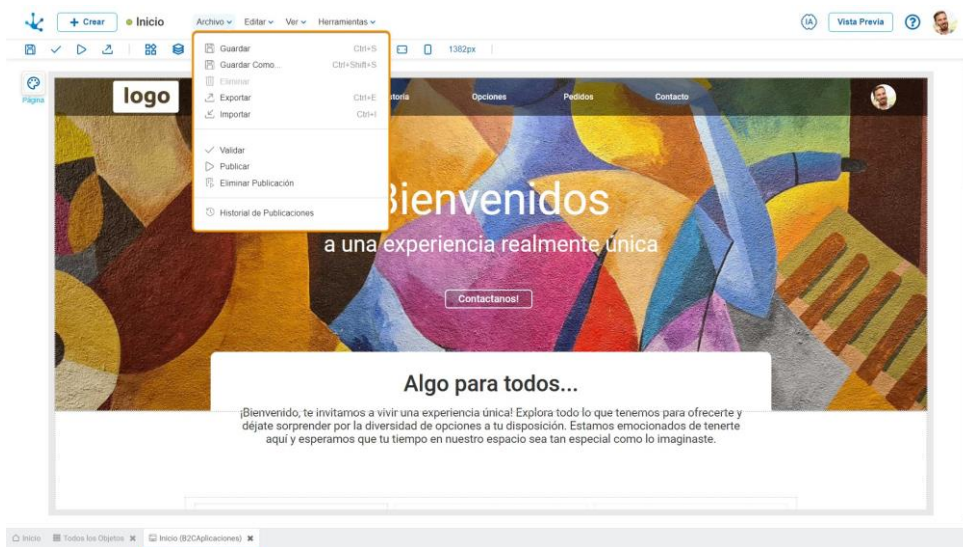 + Crear
Inicio
Archivo
Editar
Ver
Herramientas
IA
Vista Previa
?
1382px
Guardar Ctrl+S
Guardar Como... Ctrl+Shift+S
Eliminar
Exportar Ctrl+E
Importar Ctrl+I
Validar
Publicar
Eliminar Publicación
Historial de Publicaciones
Página
logo
Opciones
Pedidos
Contacto
Bienvenidos
a una experiencia realmente única
Contactanos!
Algo para todos...
¡Bienvenido, te invitamos a vivir una experiencia única! Explora todo lo que tenemos para ofrecerte y
déjate sorprender por la diversidad de opciones a tu disposición. Estamos emocionados de tenerte
aquí y esperamos que tu tiempo en nuestro espacio sea tan especial como lo imaginaste.
Inicio
Todos los Objetos
Inicio (B2CAplicaciones)